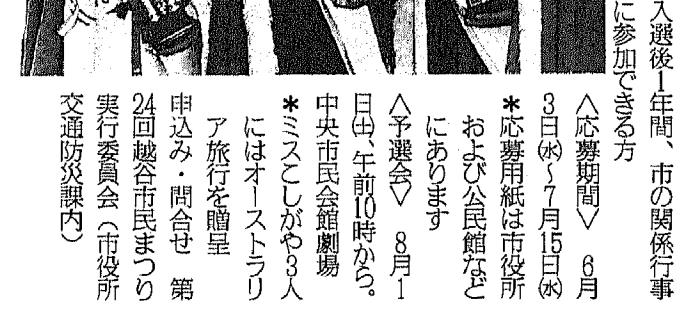 入選後1年間、市の関係行事
に参加できる方
〈応募期間〉　6月
3日(水)～7月15日(水)
＊応募用紙は市役所
および公民館など
にあります
〈予選会〉　8月1
日(土)、午前10時から。
中央市民会館劇場
＊ミスこしがや3人
にはオーストラリ
ア旅行を贈呈
申込み・問合せ　第
24回越谷市民まつり
実行委員会（市役所
交通防災課内）